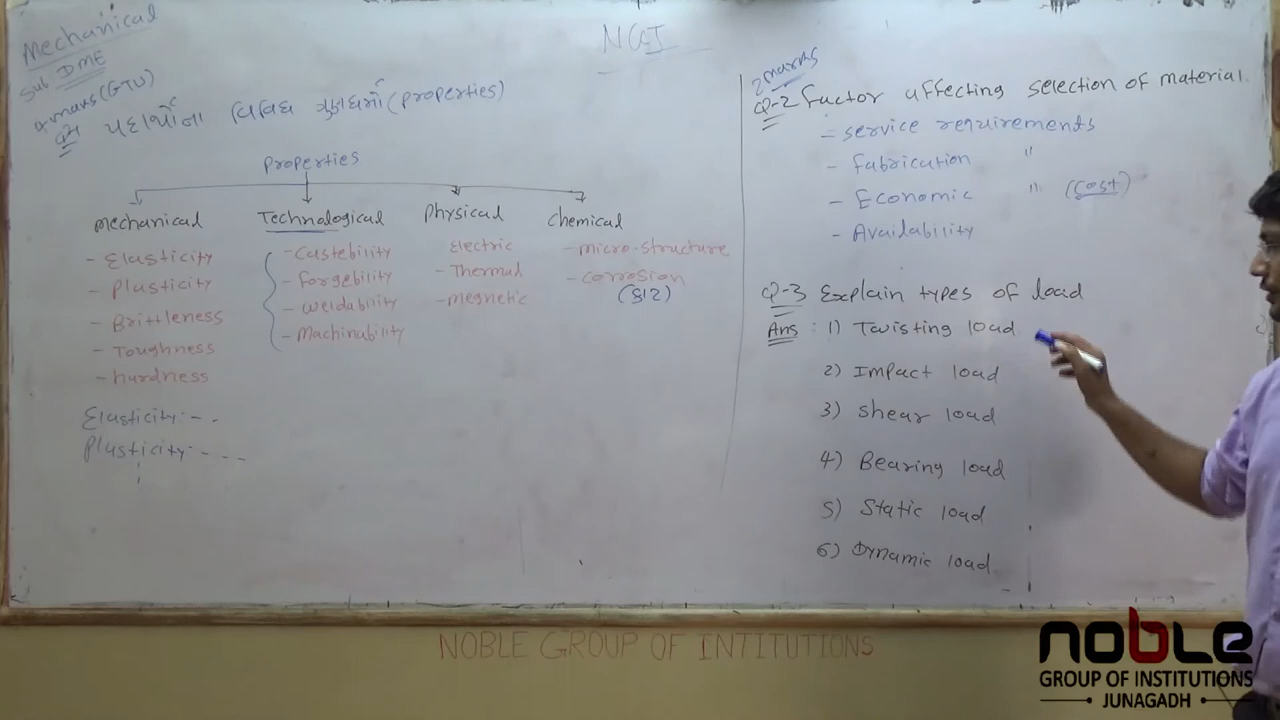 Mechanical
Sub DME
4 marks (GTU)
NGI
પદાર્થોના વિવિધ ગુણધર્મો (properties)
properties
Mechanical
- Elasticity
- plasticity
- Brittleness
- Toughness
- hardness
Elasticity:- -
Plasticity:- - - -
Technological
- Castebility
- forgebility
- weldability
- Machinability
Physical
Electric
- Thermal
- megnetic
chemical
- micro-structure
- corrosion
(SIZ)
2 marks
Q-2 factor affecting selection of material
= service requirements
- fabrication "
- Economic " (cost)
- Availability
Q-3 Explain types of load
Ans : 1) Twisting load
2) Impact load
3) shear load
4) Bearing load
5) Static load
6) Dynamic load
NOBLE GROUP OF INTITUTIONS
noble
GROUP OF INSTITUTIONS
JUNAGADH